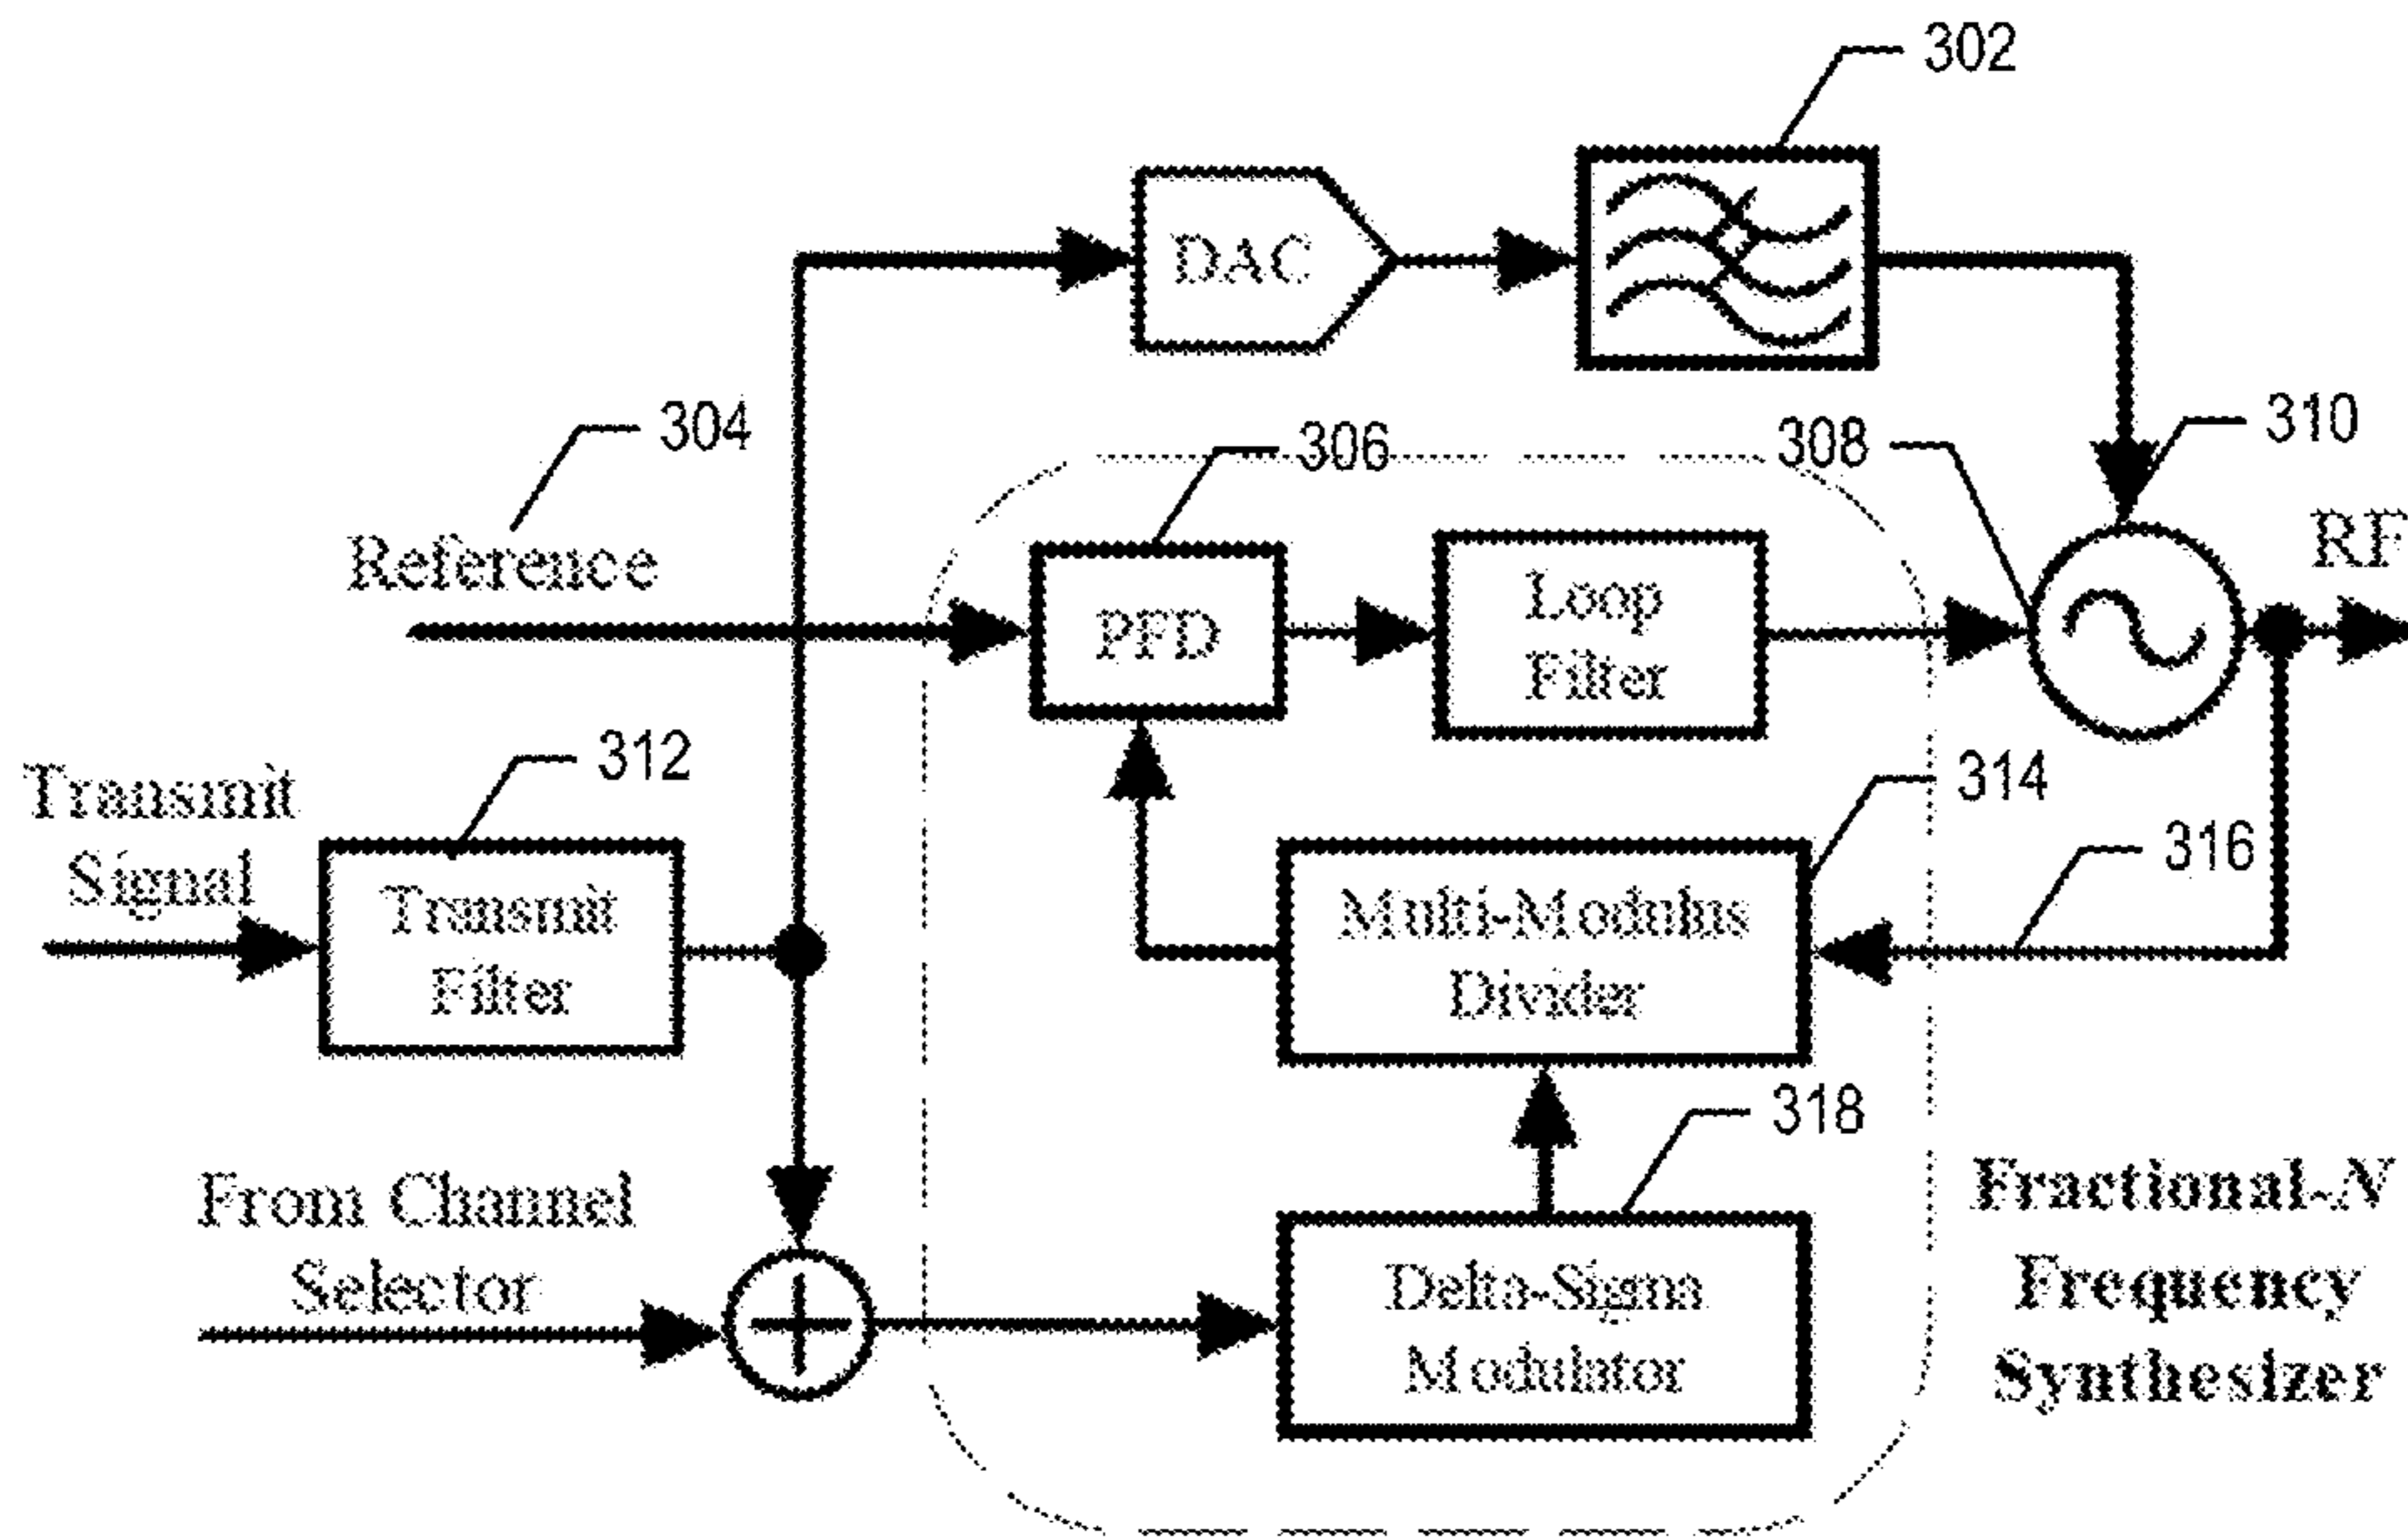 302
DAC
304
306
308
310
Reference
RF
PFD
Loop
Filter
312
Transmit
Signal
314
Transmit
Filter
316
Multi-Modulus
Divider
318
From Channel
Selector
Delta-Sigma
Modulator
Fractional-N
Frequency
Synthesizer